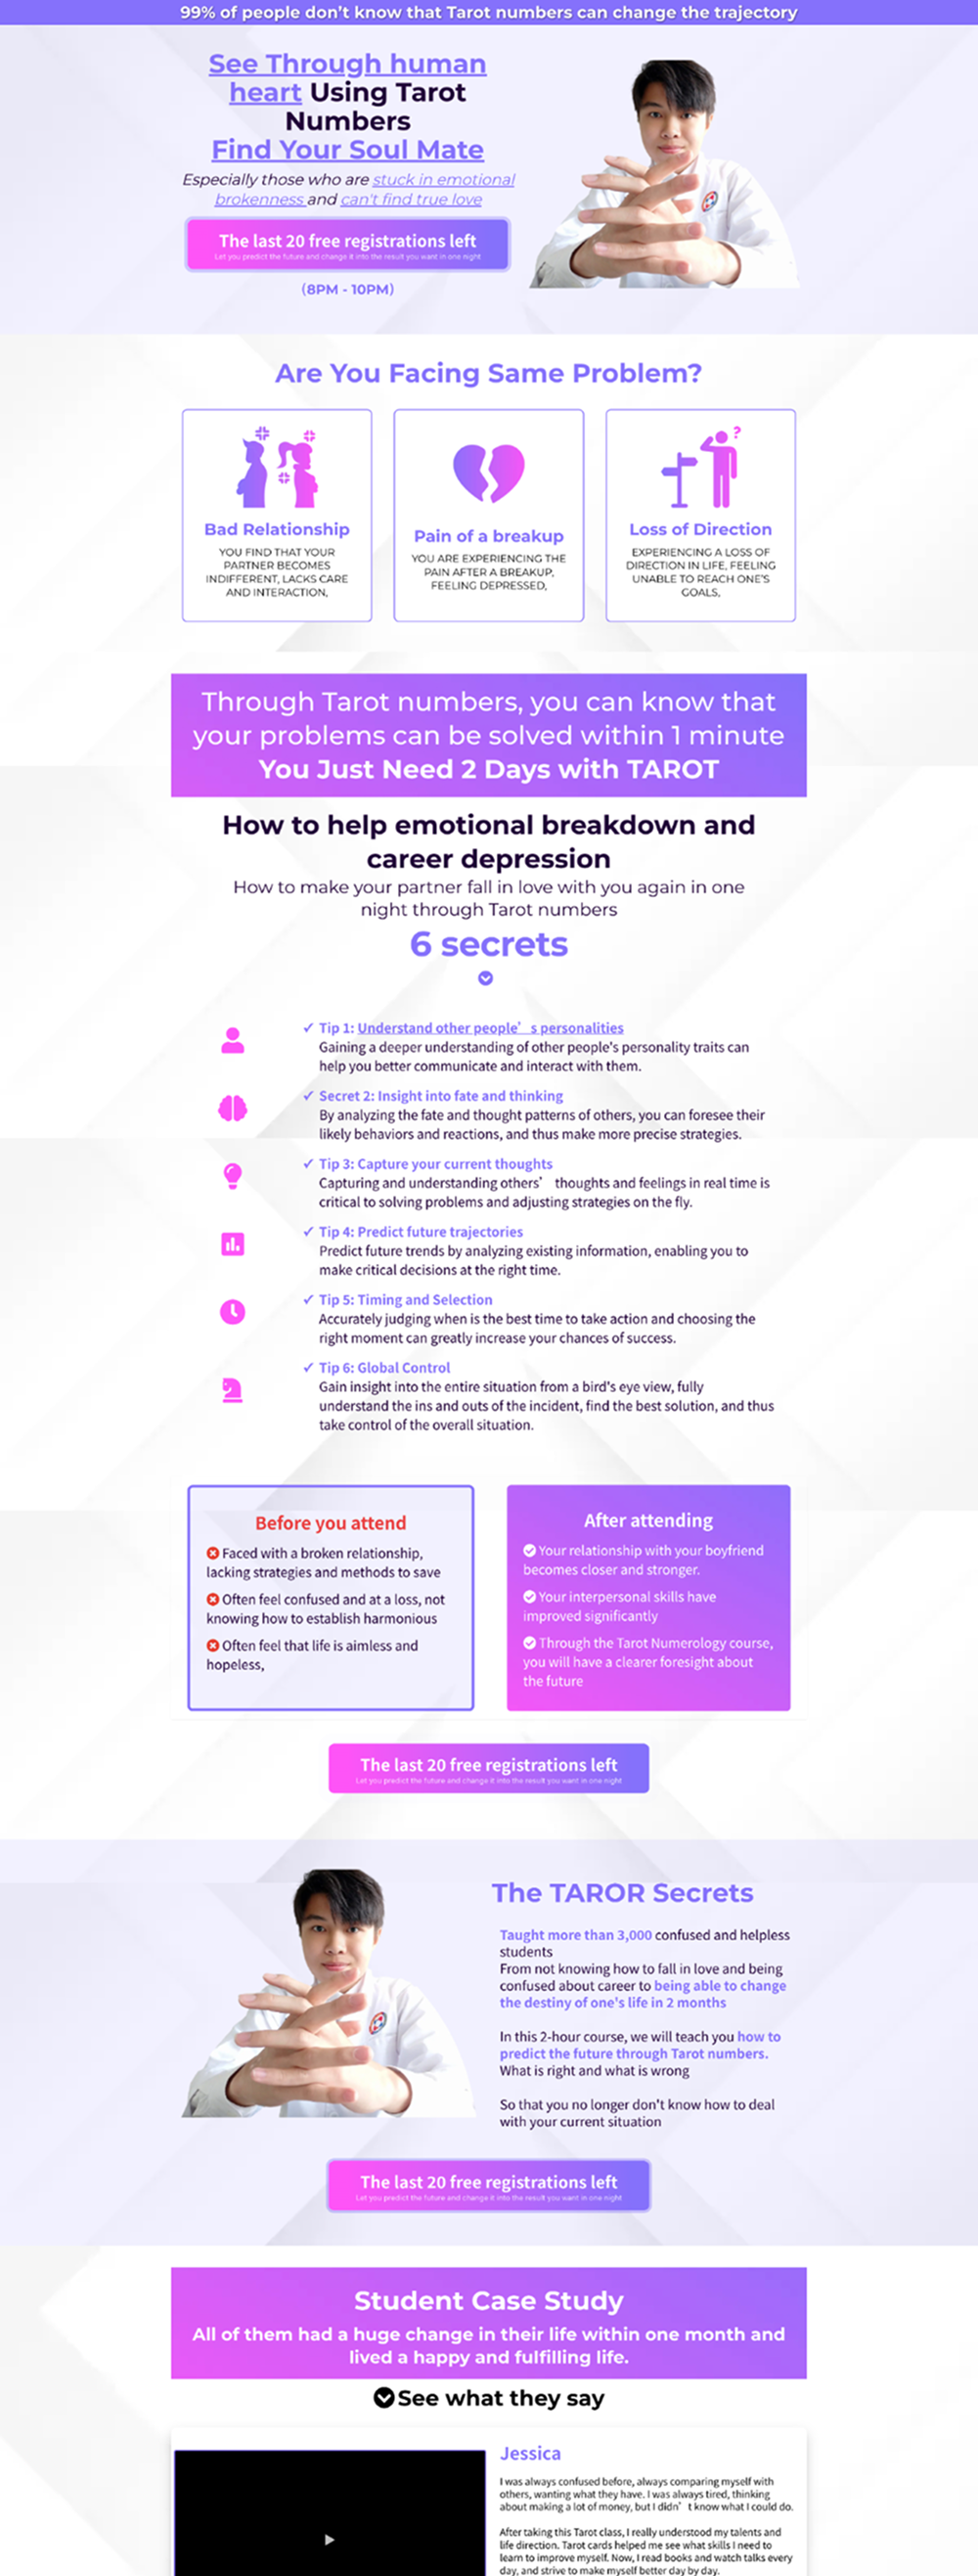 99% of people don't know that Tarot numbers can change the trajectory
See Through human
heart Using Tarot
Numbers
Find Your Soul Mate
Especially those who are stuck in emotional
brokenness and can't find true love
The last 20 free registrations left
Let you predict the future and change it into the result you want in one night
(8PM - 10PM)
Are You Facing Same Problem?
Bad Relationship
YOU FIND THAT YOUR
PARTNER BECOMES
INDIFFERENT, LACKS CARE
AND INTERACTION,
Pain of a breakup
YOU ARE EXPERIENCING THE
PAIN AFTER A BREAKUP,
FEELING DEPRESSED,
?
Loss of Direction
EXPERIENCING A LOSS OF
DIRECTION IN LIFE, FEELING
UNABLE TO REACH ONE'S
GOALS,
Through Tarot numbers, you can know that
your problems can be solved within 1 minute
You Just Need 2 Days with TAROT
How to help emotional breakdown and
career depression
How to make your partner fall in love with you again in one
night through Tarot numbers
6 secrets
✓ Tip 1: Understand other people's personalities
Gaining a deeper understanding of other people's personality traits can
help you better communicate and interact with them.
✓ Secret 2: Insight into fate and thinking
By analyzing the fate and thought patterns of others, you can foresee their
likely behaviors and reactions, and thus make more precise strategies.
✓ Tip 3: Capture your current thoughts
Capturing and understanding others' thoughts and feelings in real time is
critical to solving problems and adjusting strategies on the fly.
✓ Tip 4: Predict future trajectories
Predict future trends by analyzing existing information, enabling you to
make critical decisions at the right time.
✓ Tip 5: Timing and Selection
Accurately judging when is the best time to take action and choosing the
right moment can greatly increase your chances of success.
✓ Tip 6: Global Control
Gain insight into the entire situation from a bird's eye view, fully
understand the ins and outs of the incident, find the best solution, and thus
take control of the overall situation.
Before you attend
Faced with a broken relationship,
lacking strategies and methods to save
Often feel confused and at a loss, not
knowing how to establish harmonious
Often feel that life is aimless and
hopeless,
After attending
Your relationship with your boyfriend
becomes closer and stronger.
Your interpersonal skills have
improved significantly
Through the Tarot Numerology course,
you will have a clearer foresight about
the future
The last 20 free registrations left
Let you predict the future and change it into the result you want in one night
The TAROR Secrets
Taught more than 3,000 confused and helpless
students
From not knowing how to fall in love and being
confused about career to being able to change
the destiny of one's life in 2 months
In this 2-hour course, we will teach you how to
predict the future through Tarot numbers.
What is right and what is wrong
So that you no longer don't know how to deal
with your current situation
The last 20 free registrations left
Let you predict the future and change it into the result you want in one night
Student Case Study
All of them had a huge change in their life within one month and
lived a happy and fulfilling life.
See what they say
Jessica
I was always confused before, always comparing myself with
others, wanting what they have. I was always tired, thinking
about making a lot of money, but I didn't know what I could do.
After taking this Tarot class, I really understood my talents and
life direction. Tarot cards helped me see what skills I need to
learn to improve myself. Now, I read books and watch talks every
day, and strive to make myself better day by day.